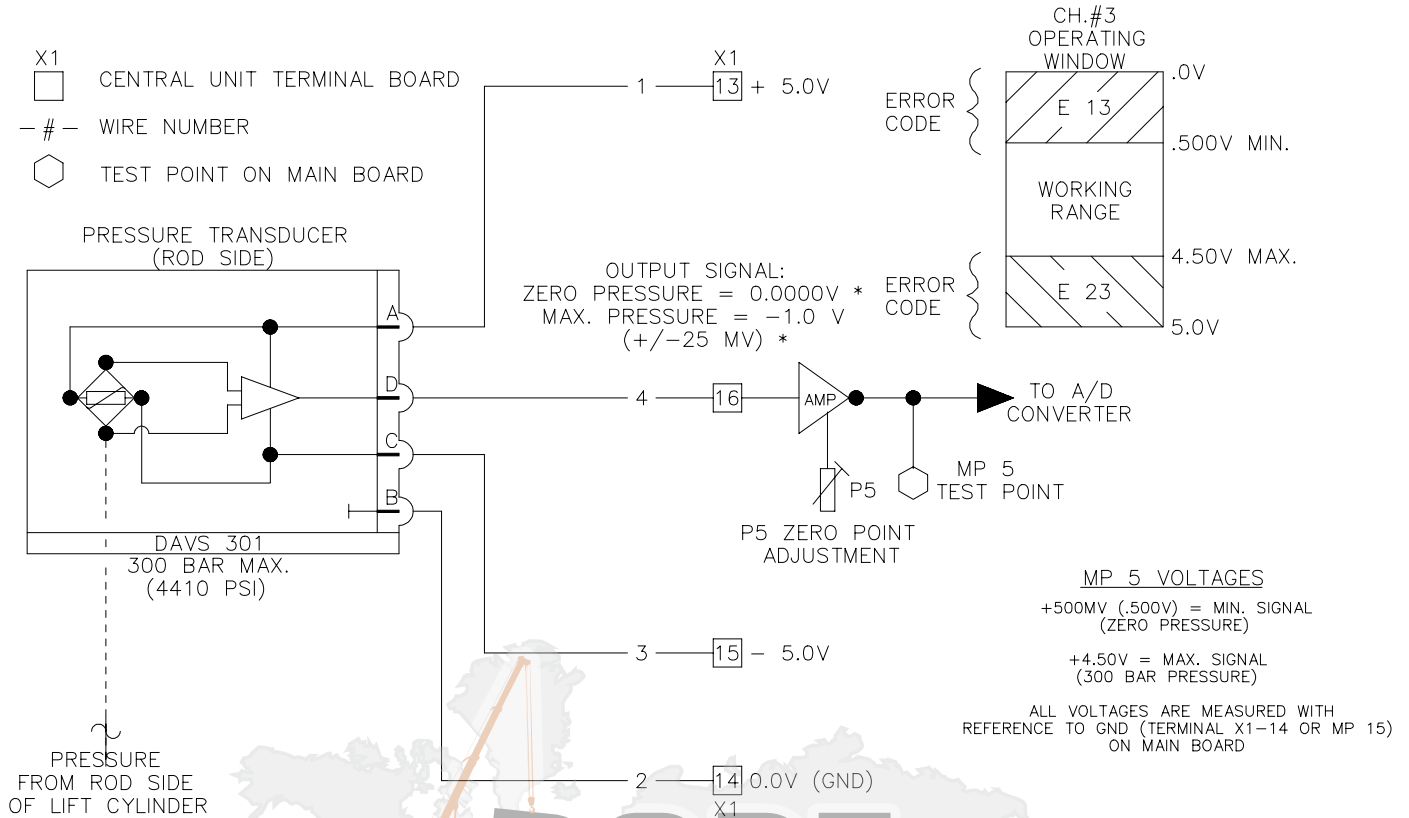 X1
CENTRAL UNIT TERMINAL BOARD
- # - WIRE NUMBER
TEST POINT ON MAIN BOARD
PRESSURE TRANSDUCER
(ROD SIDE)
A
D
C
B
DAVS 301
300 BAR MAX.
(4410 PSI)
PRESSURE
FROM ROD SIDE
OF LIFT CYLINDER
X1
1 13 + 5.0V
OUTPUT SIGNAL:
ZERO PRESSURE = 0.0000V *
MAX. PRESSURE = -1.0 V
(+/-25 MV) *
4 16
AMP
TO A/D
CONVERTER
P5
MP 5
TEST POINT
P5 ZERO POINT
ADJUSTMENT
3 15 - 5.0V
2 14 0.0V (GND)
X1
CH.#3
OPERATING
WINDOW
.0V
ERROR
CODE
E 13
.500V MIN.
WORKING
RANGE
4.50V MAX.
ERROR
CODE
E 23
5.0V
MP 5 VOLTAGES
+500MV (.500V) = MIN. SIGNAL
(ZERO PRESSURE)
+4.50V = MAX. SIGNAL
(300 BAR PRESSURE)
ALL VOLTAGES ARE MEASURED WITH
REFERENCE TO GND (TERMINAL X1-14 OR MP 15)
ON MAIN BOARD